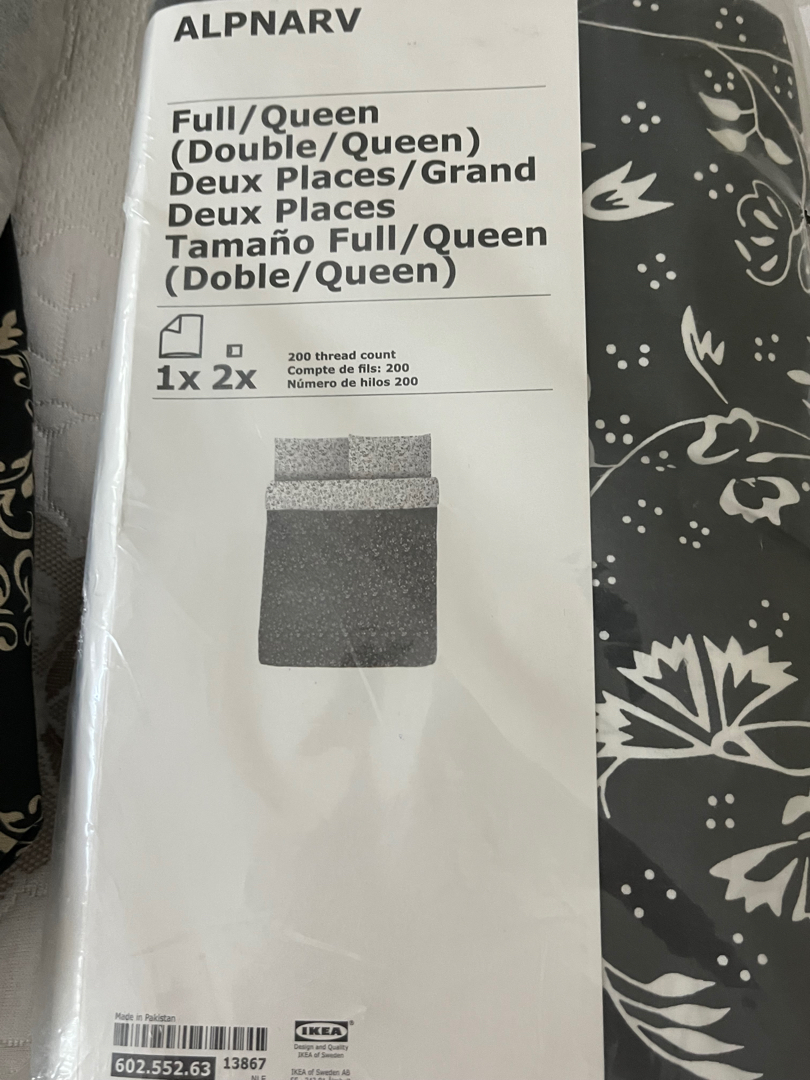 ALPNARV
Full/Queen
(Double/Queen)
Deux Places/Grand
Deux Places
Tamaño Full/Queen
(Doble/Queen)
1x 2x
200 thread count
Compte de fils: 200
Número de hilos 200
Made in Pakistan
602.552.63
13867
IKEA®
Design and Quality
IKEA of Sweden
IKEA of Sweden AB